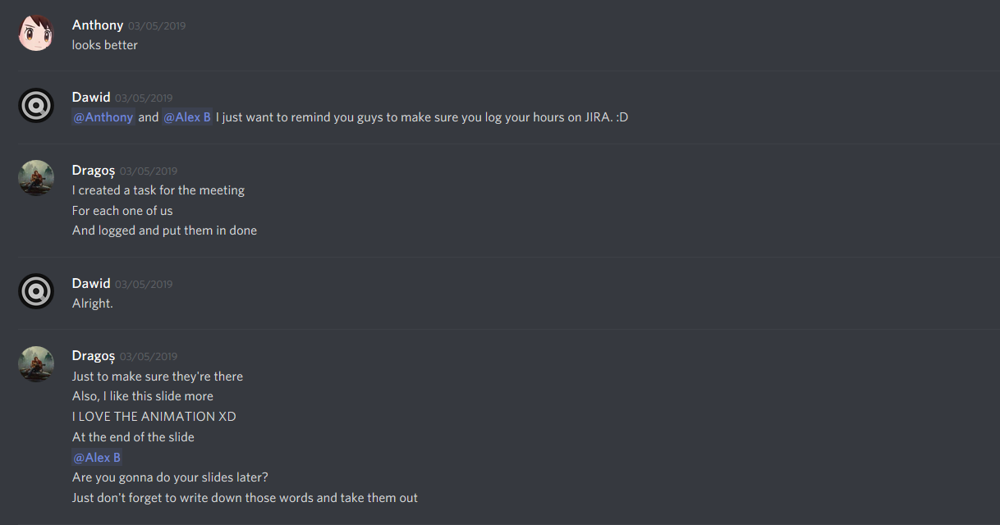 Anthony 03/05/2019
looks better
Dawid 03/05/2019
@Anthony and @Alex B I just want to remind you guys to make sure you log your hours on JIRA. :D
Dragoș 03/05/2019
I created a task for the meeting
For each one of us
And logged and put them in done
Dawid 03/05/2019
Alright.
Dragoș 03/05/2019
Just to make sure they're there
Also, I like this slide more
I LOVE THE ANIMATION XD
At the end of the slide
@Alex B
Are you gonna do your slides later?
Just don't forget to write down those words and take them out